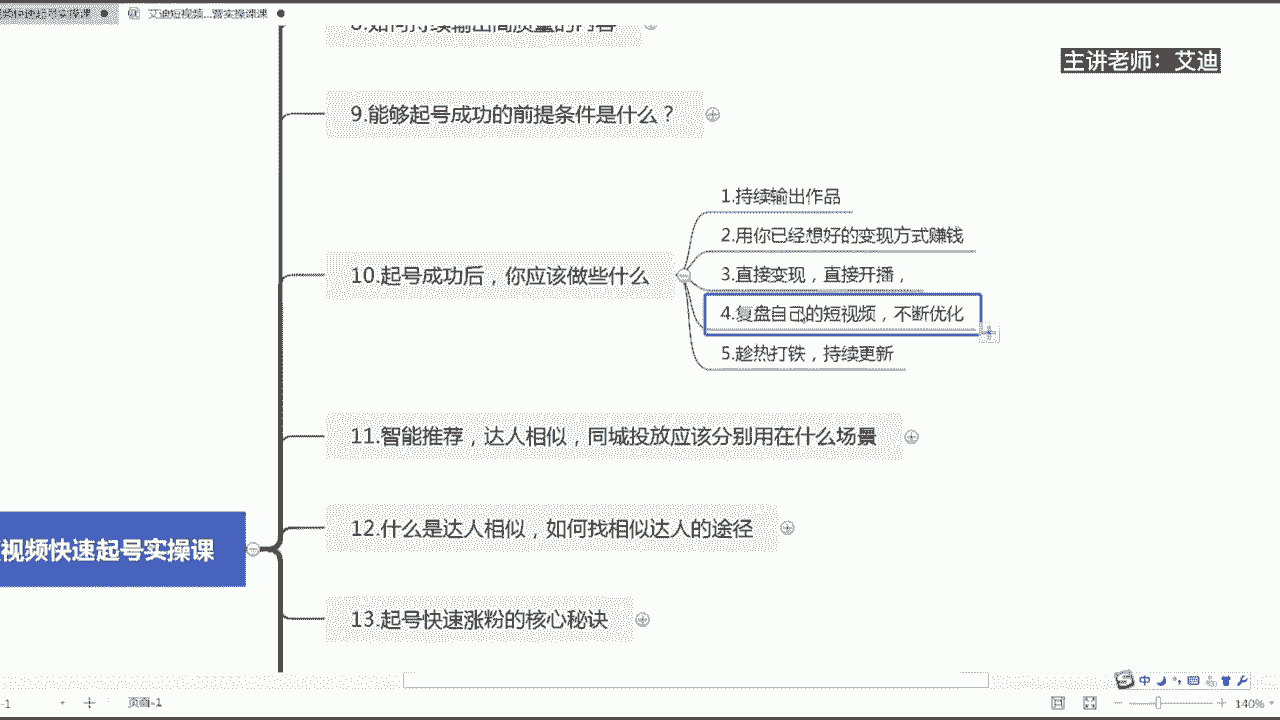 艾迪短视频...营实操课课
主讲老师：艾迪
8.如何持续输出高质量的内容
9.能够起号成功的前提条件是什么？
10.起号成功后，你应该做些什么
1.持续输出作品
2.用你已经想好的变现方式赚钱
3.直接变现，直接开播，
4.复盘自己的短视频，不断优化
5.趁热打铁，持续更新
11.智能推荐，达人相似，同城投放应该分别用在什么场景
12.什么是达人相似，如何找相似达人的途径
视频快速起号实操课
13.起号快速涨粉的核心秘诀
中
-1
页面-1
140%